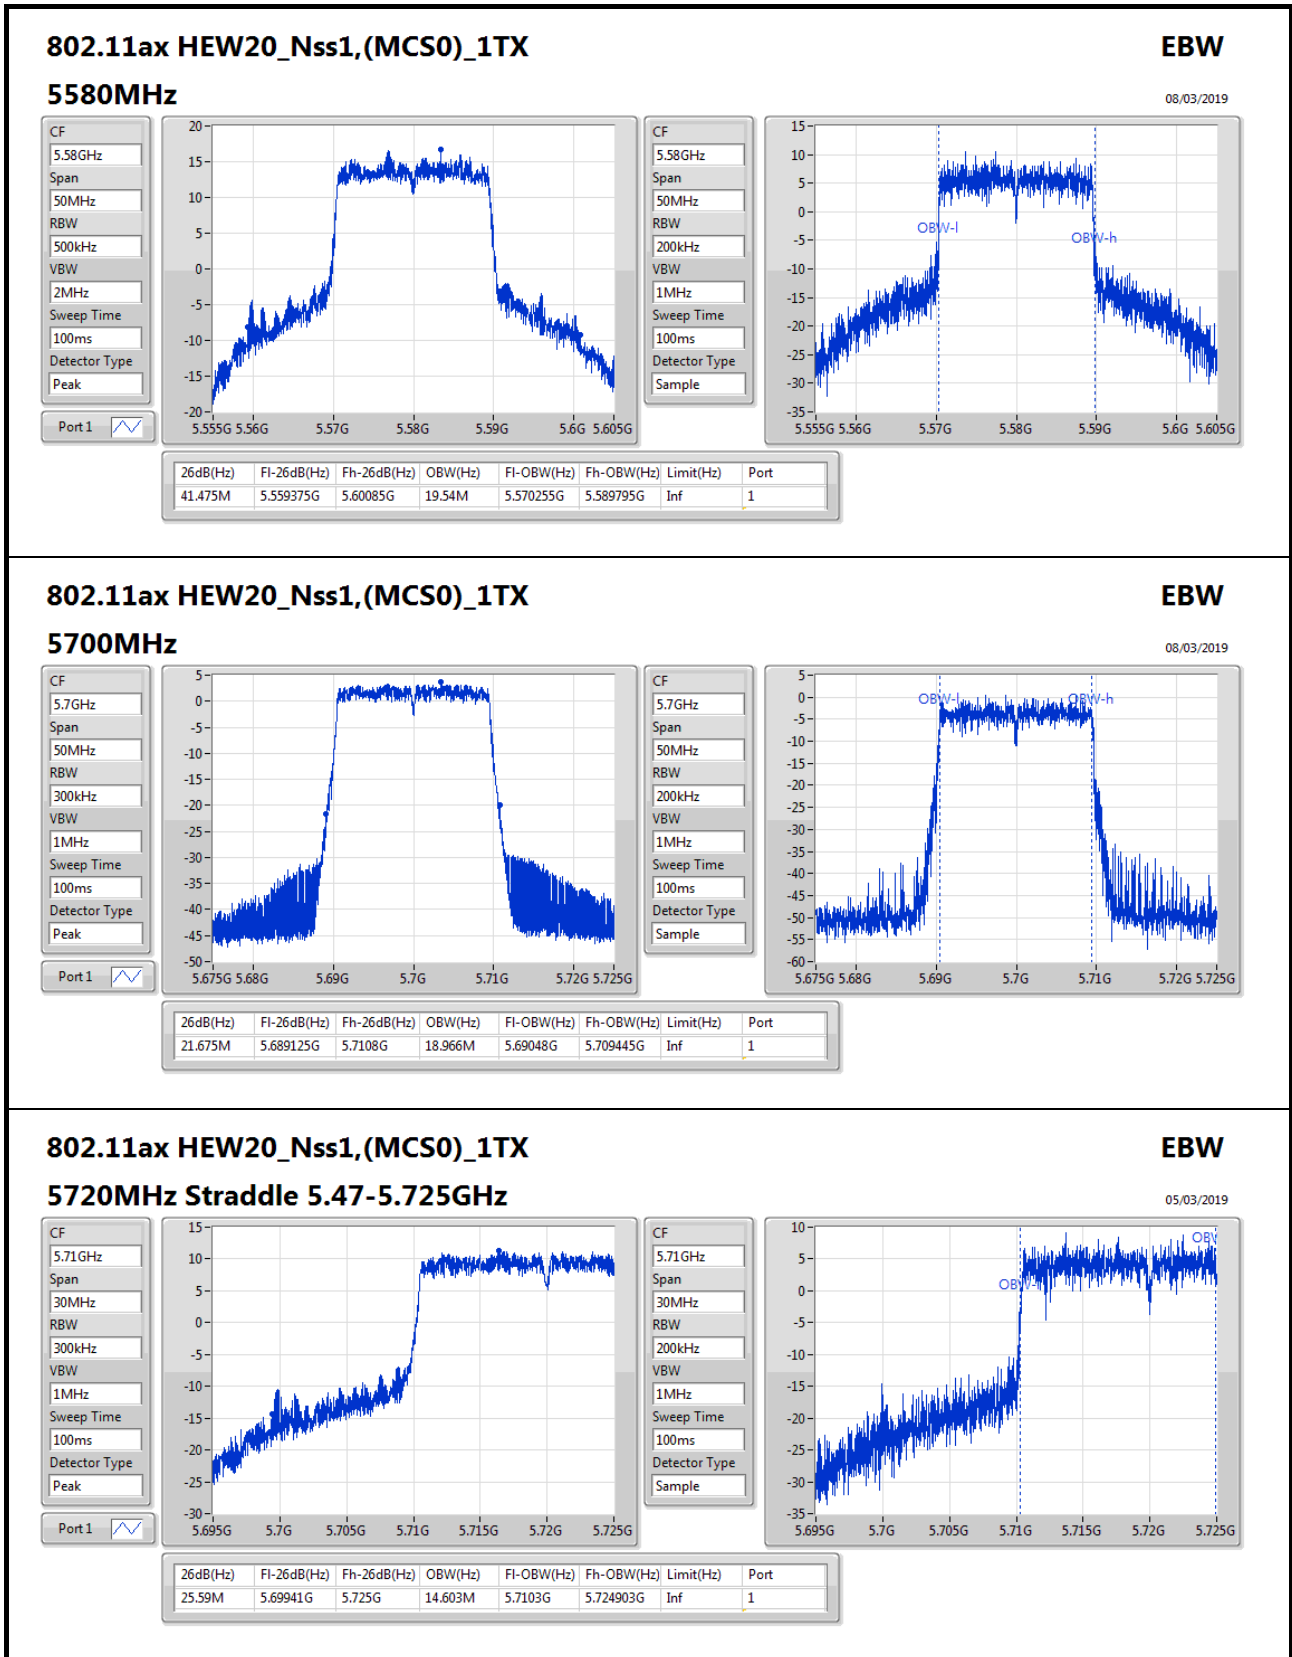 802.11ax HEW20_Nss1,(MCS0)_1TX EBW
5580MHz 08/03/2019
CF
5.58GHz
Span
50MHz
RBW
500kHz
VBW
2MHz
Sweep Time
100ms
Detector Type
Peak
Port 1
20
15
10
5
0
-5
-10
-15
-20
5.555G 5.56G 5.57G 5.58G 5.59G 5.6G 5.605G
CF
5.58GHz
Span
50MHz
RBW
200kHz
VBW
1MHz
Sweep Time
100ms
Detector Type
Sample
15
10
5
0
-5
-10
-15
-20
-25
-30
-35
OBW-l
OBW-h
5.555G 5.56G 5.57G 5.58G 5.59G 5.6G 5.605G
26dB(Hz) Fl-26dB(Hz) Fh-26dB(Hz) OBW(Hz) Fl-OBW(Hz) Fh-OBW(Hz) Limit(Hz) Port
41.475M 5.559375G 5.60085G 19.54M 5.570255G 5.589795G Inf 1
802.11ax HEW20_Nss1,(MCS0)_1TX EBW
5700MHz 08/03/2019
CF
5.7GHz
Span
50MHz
RBW
300kHz
VBW
1MHz
Sweep Time
100ms
Detector Type
Peak
Port 1
5
0
-5
-10
-15
-20
-25
-30
-35
-40
-45
-50
5.675G 5.68G 5.69G 5.7G 5.71G 5.72G 5.725G
CF
5.7GHz
Span
50MHz
RBW
200kHz
VBW
1MHz
Sweep Time
100ms
Detector Type
Sample
5
0
-5
-10
-15
-20
-25
-30
-35
-40
-45
-50
-55
-60
OBW-l
OBW-h
5.675G 5.68G 5.69G 5.7G 5.71G 5.72G 5.725G
26dB(Hz) Fl-26dB(Hz) Fh-26dB(Hz) OBW(Hz) Fl-OBW(Hz) Fh-OBW(Hz) Limit(Hz) Port
21.675M 5.689125G 5.7108G 18.966M 5.69048G 5.709445G Inf 1
802.11ax HEW20_Nss1,(MCS0)_1TX EBW
5720MHz Straddle 5.47-5.725GHz 05/03/2019
CF
5.71GHz
Span
30MHz
RBW
300kHz
VBW
1MHz
Sweep Time
100ms
Detector Type
Peak
Port 1
15
10
5
0
-5
-10
-15
-20
-25
-30
5.695G 5.7G 5.705G 5.71G 5.715G 5.72G 5.725G
CF
5.71GHz
Span
30MHz
RBW
200kHz
VBW
1MHz
Sweep Time
100ms
Detector Type
Sample
10
5
0
-5
-10
-15
-20
-25
-30
-35
5.695G 5.7G 5.705G 5.71G 5.715G 5.72G 5.725G
26dB(Hz) Fl-26dB(Hz) Fh-26dB(Hz) OBW(Hz) Fl-OBW(Hz) Fh-OBW(Hz) Limit(Hz) Port
25.59M 5.69941G 5.725G 14.603M 5.7103G 5.724903G Inf 1